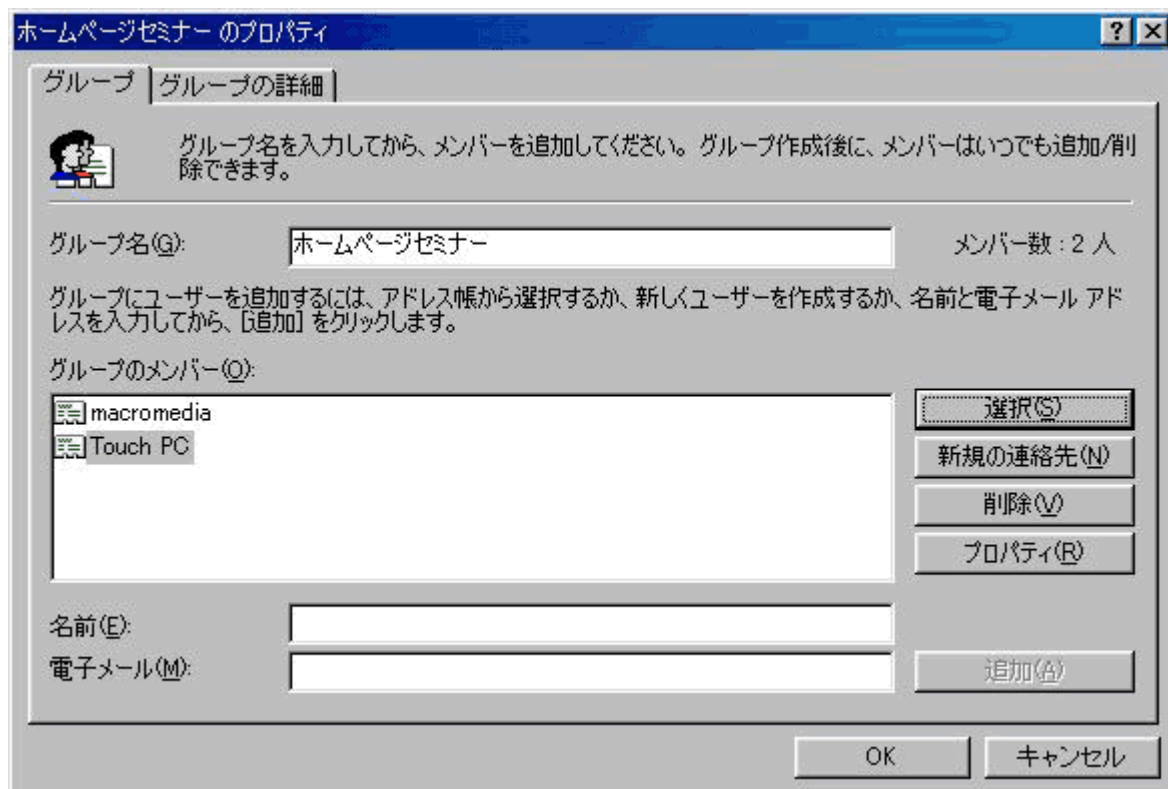 ホームページセミナー のプロパティ
グループ グループの詳細
グループ名を入力してから、メンバーを追加してください。グループ作成後に、メンバーはいつでも追加/削
除できます。
グループ名(G): ホームページセミナー メンバー数 : 2 人
グループにユーザーを追加するには、アドレス帳から選択するか、新しくユーザーを作成するか、名前と電子メール アド
レスを入力してから、[追加] をクリックします。
グループのメンバー(O):
macromedia
Touch PC
選択(S)
新規の連絡先(N)
削除(V)
プロパティ(R)
名前(E):
電子メール(M): 追加(A)
OK キャンセル